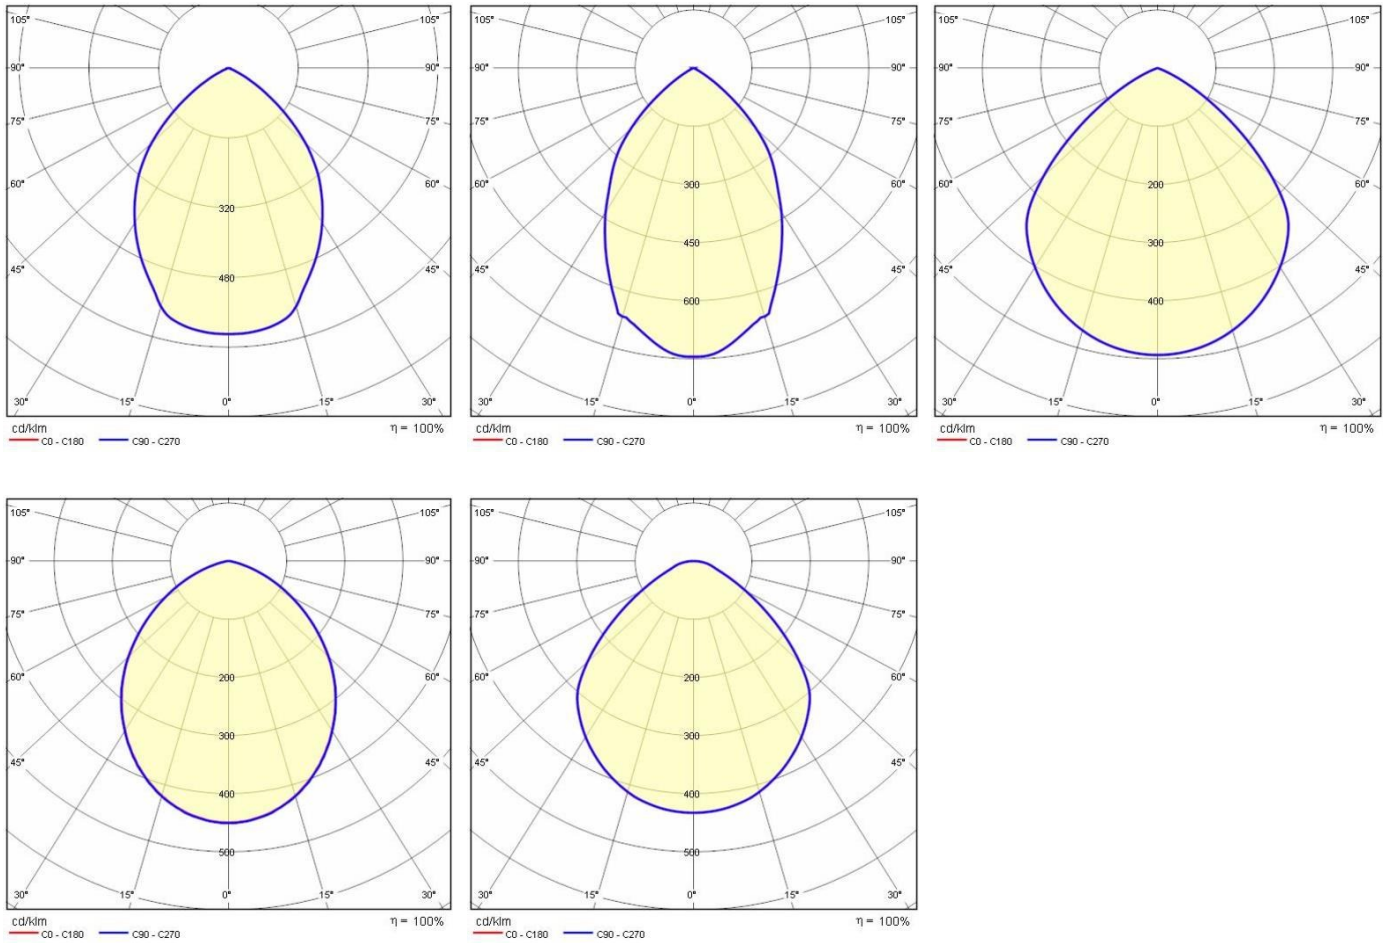 105° 105° 105° 105° 105° 105°
90° 90° 90° 90° 90° 90°
75° 75° 75° 75° 75° 75°
60° 60° 300 60° 60° 200 60°
320
450 300
45° 480 45° 45° 45° 45° 45°
600 400
30° 15° 0° 15° 30° 30° 15° 0° 15° 30° 30° 15° 0° 15° 30°
cd/klm η = 100% cd/klm η = 100% cd/klm η = 100%
C0 - C180 C90 - C270 C0 - C180 C90 - C270 C0 - C180 C90 - C270
105° 105° 105° 105°
90° 90° 90° 90°
75° 75° 75° 75°
60° 200 60° 60° 200 60°
300 300
45° 45° 45° 45°
400 400
500 500
30° 15° 0° 15° 30° 30° 15° 0° 15° 30°
cd/klm η = 100% cd/klm η = 100%
C0 - C180 C90 - C270 C0 - C180 C90 - C270